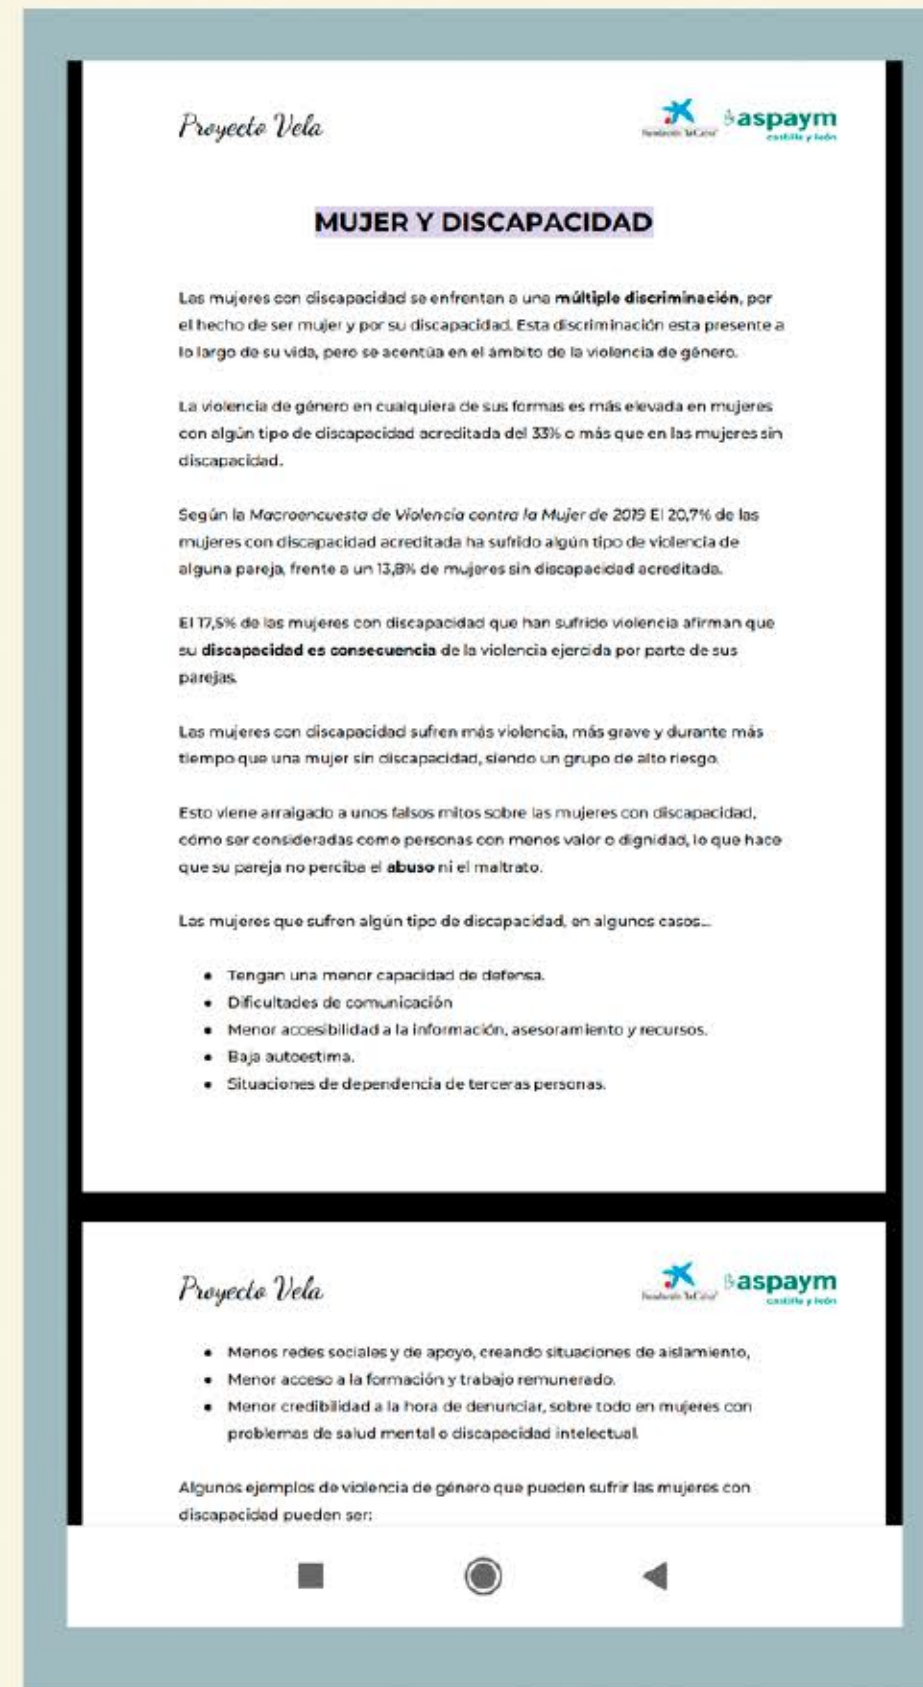 Proyecto Vela
Fundación "la Caixa"
aspaym
castilla y león
MUJER Y DISCAPACIDAD
Las mujeres con discapacidad se enfrentan a una múltiple discriminación, por
el hecho de ser mujer y por su discapacidad. Esta discriminación esta presente a
lo largo de su vida, pero se acentúa en el ámbito de la violencia de género.
La violencia de género en cualquiera de sus formas es más elevada en mujeres
con algún tipo de discapacidad acreditada del 33% o más que en las mujeres sin
discapacidad.
Según la Macroencuesta de Violencia contra la Mujer de 2019 El 20,7% de las
mujeres con discapacidad acreditada ha sufrido algún tipo de violencia de
alguna pareja, frente a un 13,8% de mujeres sin discapacidad acreditada.
El 17,5% de las mujeres con discapacidad que han sufrido violencia afirman que
su discapacidad es consecuencia de la violencia ejercida por parte de sus
parejas.
Las mujeres con discapacidad sufren más violencia, más grave y durante más
tiempo que una mujer sin discapacidad, siendo un grupo de alto riesgo.
Esto viene arraigado a unos falsos mitos sobre las mujeres con discapacidad,
cómo ser consideradas como personas con menos valor o dignidad, lo que hace
que su pareja no perciba el abuso ni el maltrato.
Las mujeres que sufren algún tipo de discapacidad, en algunos casos...
• Tengan una menor capacidad de defensa.
• Dificultades de comunicación
• Menor accesibilidad a la información, asesoramiento y recursos.
• Baja autoestima.
• Situaciones de dependencia de terceras personas.
Proyecto Vela
Fundación "la Caixa"
aspaym
castilla y león
• Menos redes sociales y de apoyo, creando situaciones de aislamiento,
• Menor acceso a la formación y trabajo remunerado.
• Menor credibilidad a la hora de denunciar, sobre todo en mujeres con
problemas de salud mental o discapacidad intelectual.
Algunos ejemplos de violencia de género que pueden sufrir las mujeres con
discapacidad pueden ser: